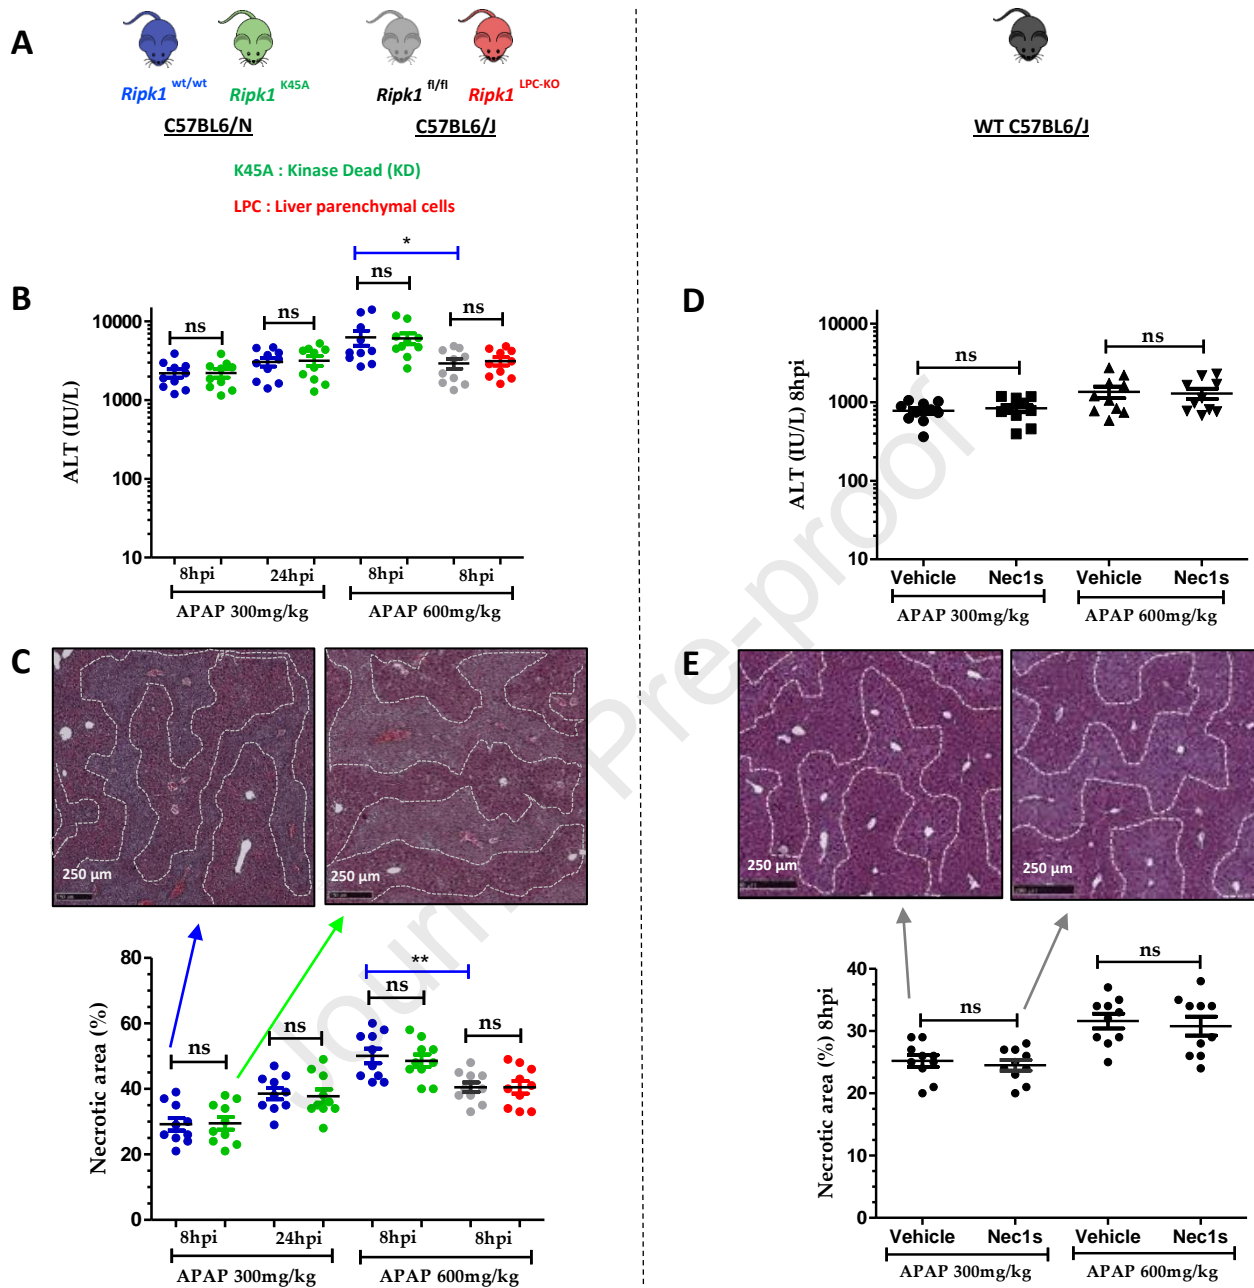 A
Ripk1 wt/wt
Ripk1 K45A
Ripk1 fl/fl
Ripk1 LPC-KO
C57BL6/N
C57BL6/J
WT C57BL6/J
K45A : Kinase Dead (KD)
LPC : Liver parenchymal cells
B
ALT (IU/L)
10000
1000
100
10
ns
ns
*
ns
ns
8hpi
24hpi
8hpi
8hpi
APAP 300mg/kg
APAP 600mg/kg
D
ALT (IU/L) 8hpi
10000
1000
100
10
ns
ns
Vehicle
Nec1s
Vehicle
Nec1s
APAP 300mg/kg
APAP 600mg/kg
C
250 µm
250 µm
Necrotic area (%)
80
60
40
20
0
ns
ns
**
ns
ns
8hpi
24hpi
8hpi
8hpi
APAP 300mg/kg
APAP 600mg/kg
E
250 µm
250 µm
Necrotic area (%) 8hpi
40
30
20
10
0
ns
ns
Vehicle
Nec1s
Vehicle
Nec1s
APAP 300mg/kg
APAP 600mg/kg
Pre-proof